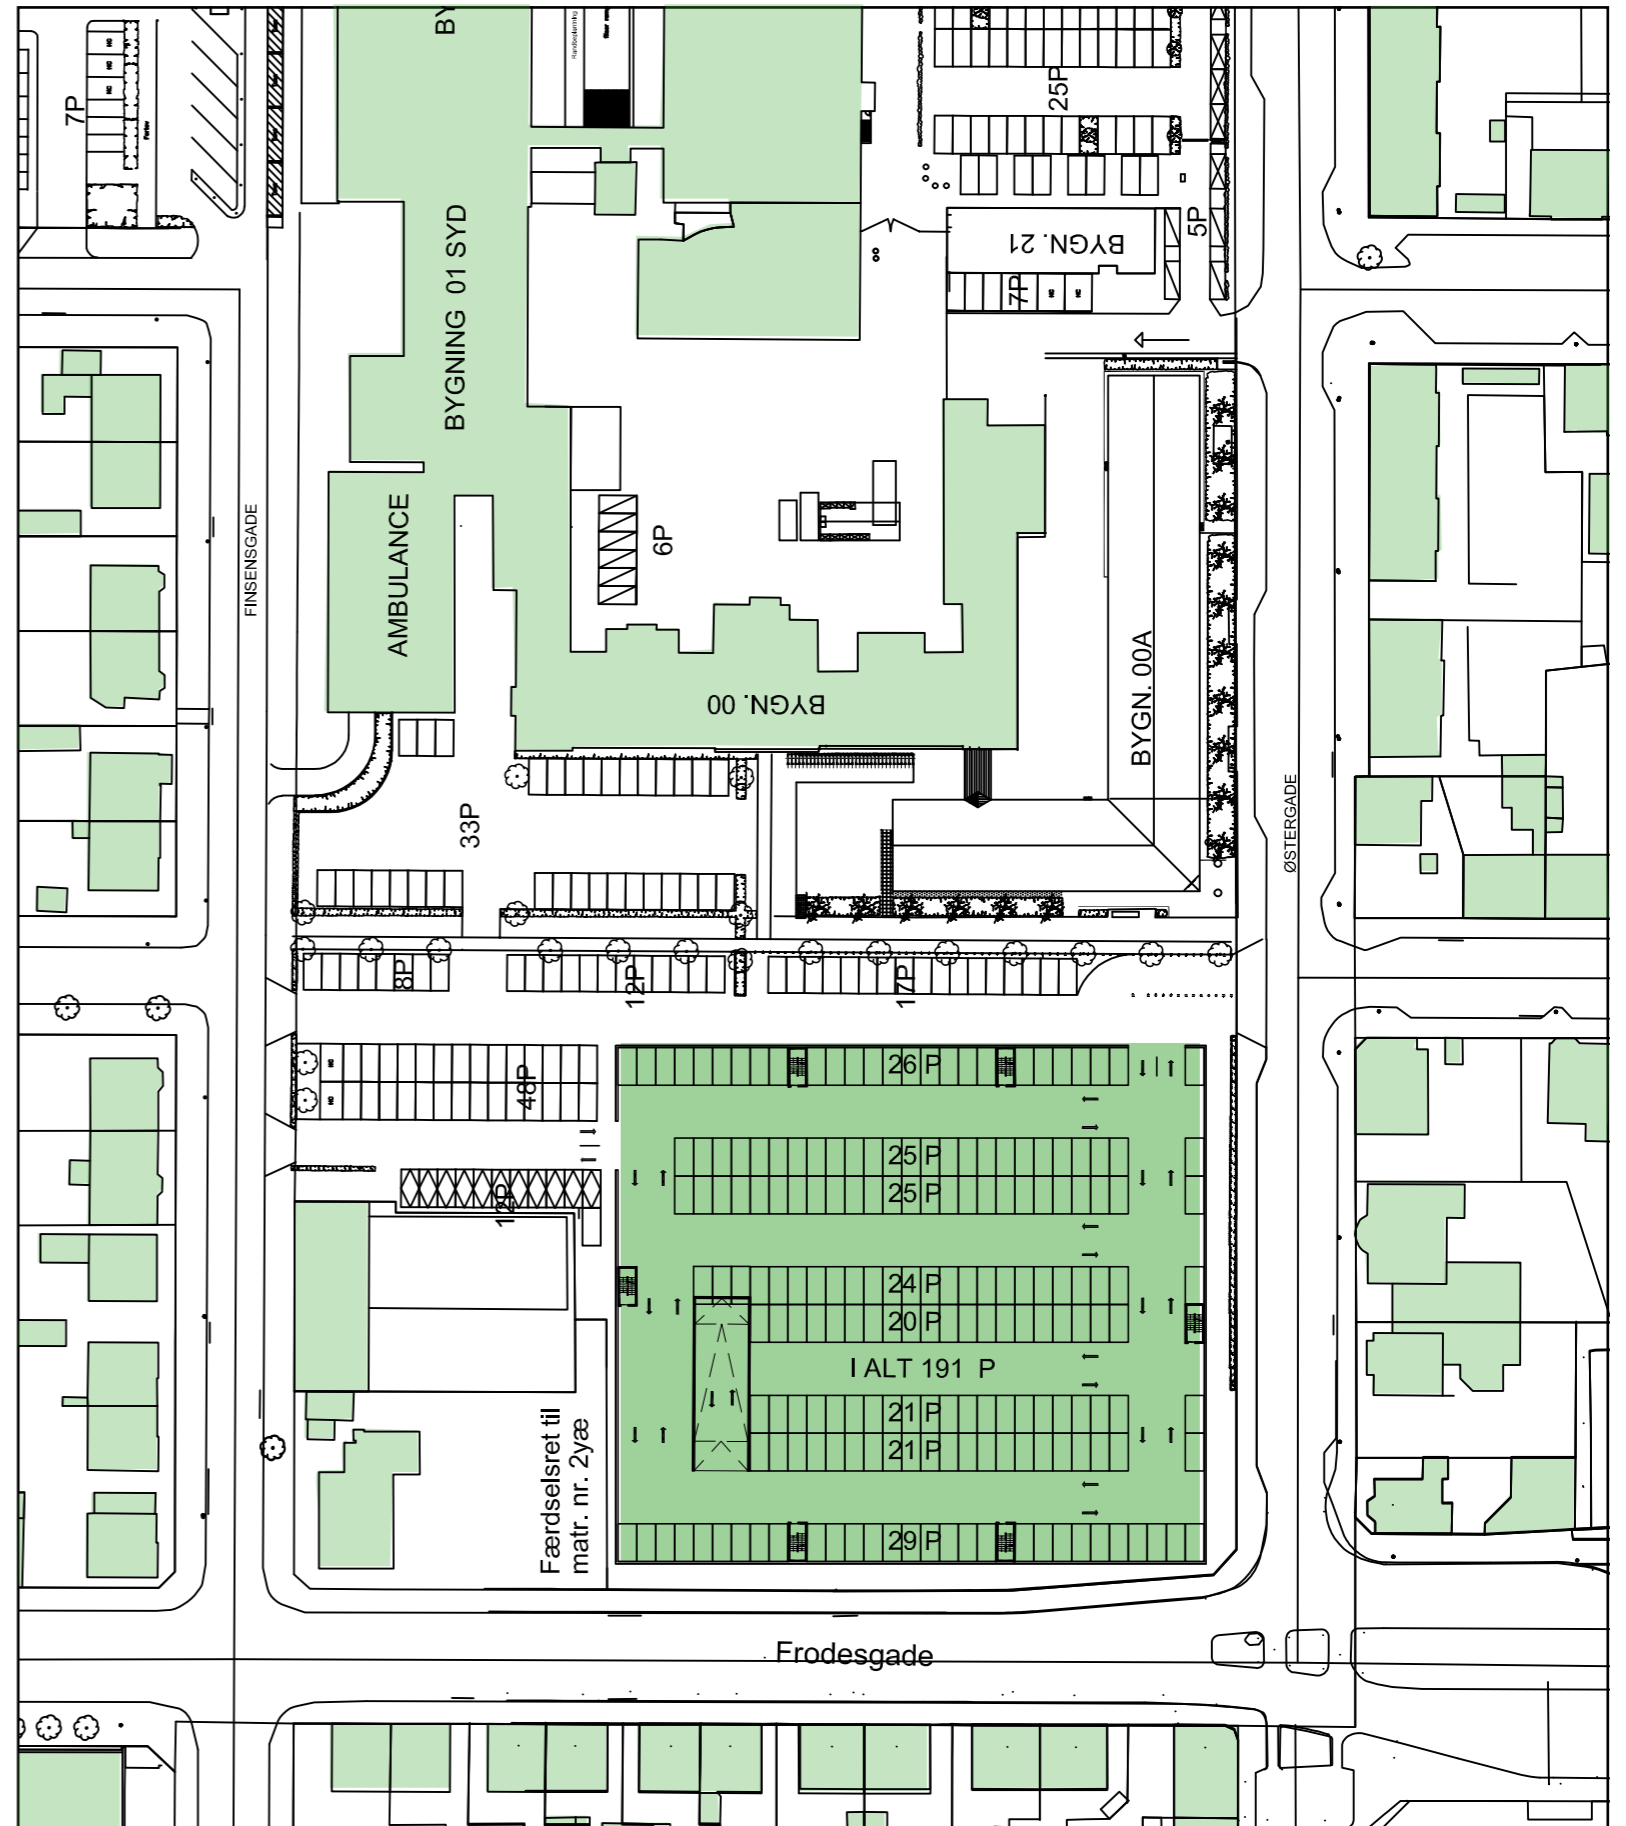 BY
7P
25P
5P
BYGN. 21
7P
BYGNING 01 SYD
FINSENSGADE
AMBULANCE
6P
BYGN. 00
BYGN. 00A
ØSTERGADE
33P
8P
12P
17P
48P
12P
26 P
25 P
25 P
24 P
20 P
I ALT 191 P
21 P
21 P
29 P
Færdselsret til
matr. nr. 2yæ
Frodesgade